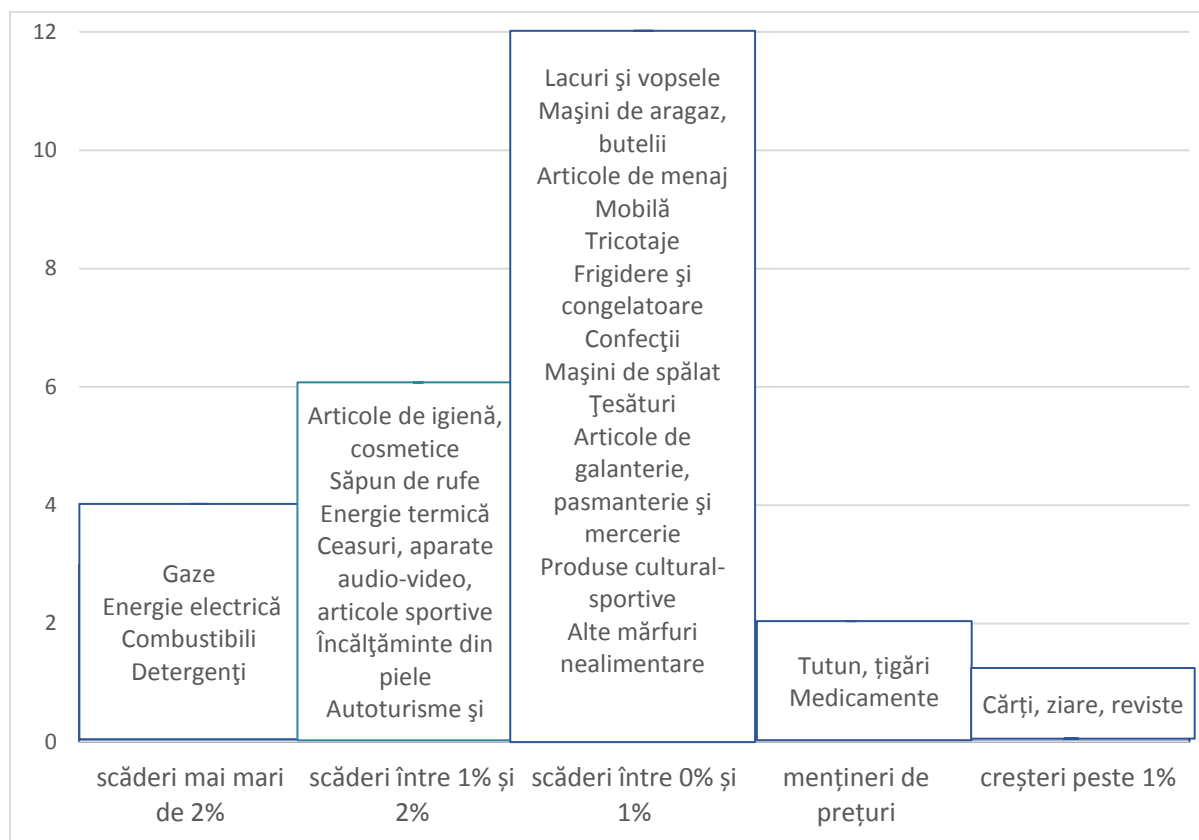 12
10
8
6
4
2
0
Gaze
Energie electrică
Combustibili
Detergenţi
Articole de igienă,
cosmetice
Săpun de rufe
Energie termică
Ceasuri, aparate
audio-video,
articole sportive
Încălţăminte din
piele
Autoturisme şi
Lacuri şi vopsele
Maşini de aragaz,
butelii
Articole de menaj
Mobilă
Tricotaje
Frigidere şi
congelatoare
Confecţii
Maşini de spălat
Ţesături
Articole de
galanterie,
pasmanterie şi
mercerie
Produse cultural-
sportive
Alte mărfuri
nealimentare
Tutun, țigări
Medicamente
Cărți, ziare, reviste
scăderi mai mari
de 2%
scăderi între 1% și
2%
scăderi între 0% și
1%
mențineri de
prețuri
creșteri peste 1%